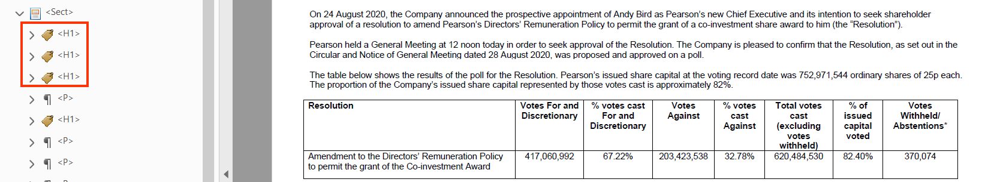 <Sect>
<H1>
<H1>
<H1>
<P>
<H1>
<P>
<P>
On 24 August 2020, the Company announced the prospective appointment of Andy Bird as Pearson's new Chief Executive and its intention to seek shareholder
approval of a resolution to amend Pearson's Directors' Remuneration Policy to permit the grant of a co-investment share award to him (the "Resolution").
Pearson held a General Meeting at 12 noon today in order to seek approval of the Resolution. The Company is pleased to confirm that the Resolution, as set out in the
Circular and Notice of General Meeting dated 28 August 2020, was proposed and approved on a poll.
The table below shows the results of the poll for the Resolution. Pearson's issued share capital at the voting record date was 752,971,544 ordinary shares of 25p each.
The proportion of the Company's issued share capital represented by those votes cast is approximately 82%.
Resolution
Votes For and
Discretionary
% votes cast
For and
Discretionary
Votes
Against
% votes
cast
Against
Total votes
cast
(excluding
votes
withheld)
% of
issued
capital
voted
Votes
Withheld/
Abstentions*
Amendment to the Directors' Remuneration Policy
to permit the grant of the Co-investment Award
417,060,992
67.22%
203,423,538
32.78%
620,484,530
82.40%
370,074